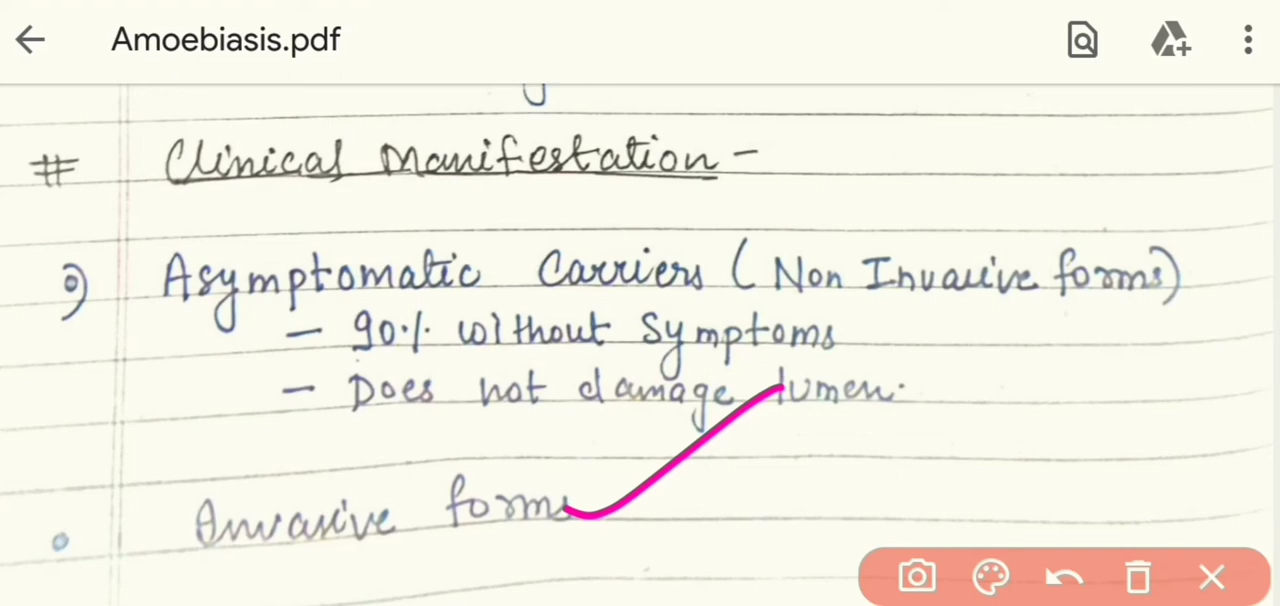 Amoebiasis.pdf
# Clinical Manifestation -
Asymptomatic Carriers (Non Invasive forms)
- 90% without Symptoms
- Does not damage lumen.
Invasive forms